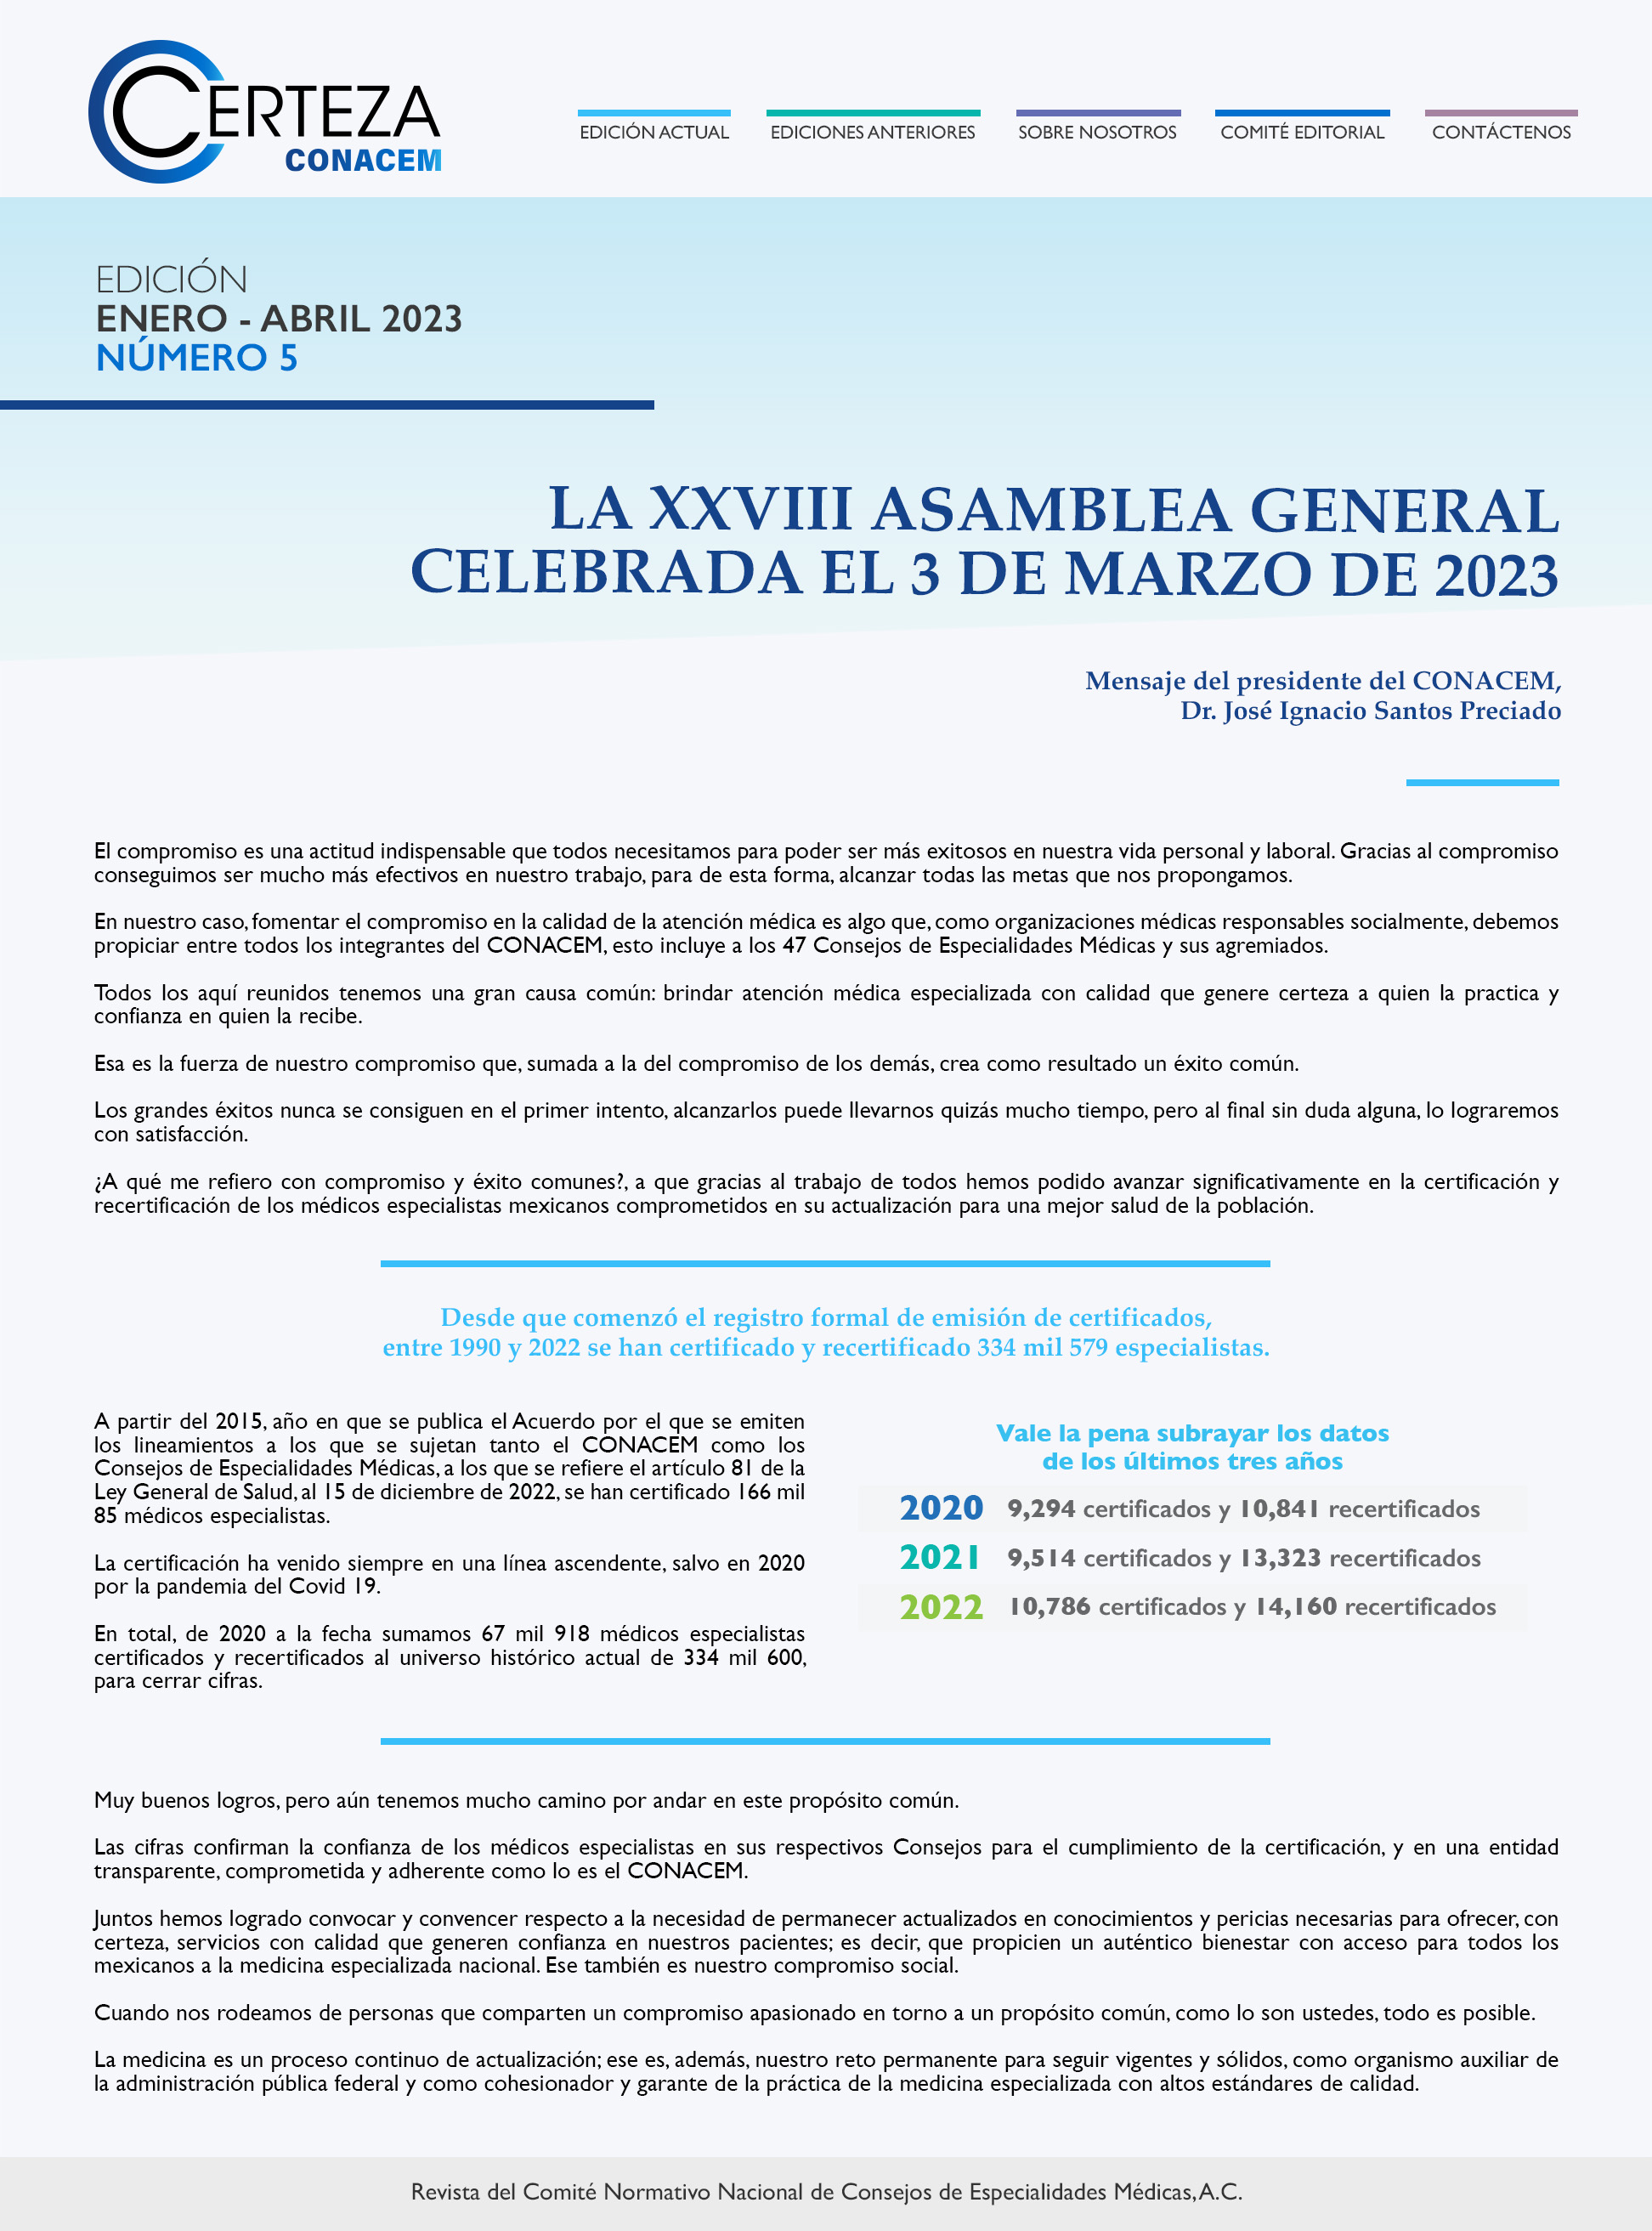 CERTEZA
CONACEM
EDICIÓN ACTUAL
EDICIONES ANTERIORES
SOBRE NOSOTROS
COMITÉ EDITORIAL
CONTÁCTENOS
EDICIÓN
ENERO - ABRIL 2023
NÚMERO 5
LA XXVIII ASAMBLEA GENERAL
CELEBRADA EL 3 DE MARZO DE 2023
Mensaje del presidente del CONACEM,
Dr. José Ignacio Santos Preciado
El compromiso es una actitud indispensable que todos necesitamos para poder ser más exitosos en nuestra vida personal y laboral. Gracias al compromiso
conseguimos ser mucho más efectivos en nuestro trabajo, para de esta forma, alcanzar todas las metas que nos propongamos.
En nuestro caso, fomentar el compromiso en la calidad de la atención médica es algo que, como organizaciones médicas responsables socialmente, debemos
propiciar entre todos los integrantes del CONACEM, esto incluye a los 47 Consejos de Especialidades Médicas y sus agremiados.
Todos los aquí reunidos tenemos una gran causa común: brindar atención médica especializada con calidad que genere certeza a quien la practica y
confianza en quien la recibe.
Esa es la fuerza de nuestro compromiso que, sumada a la del compromiso de los demás, crea como resultado un éxito común.
Los grandes éxitos nunca se consiguen en el primer intento, alcanzarlos puede llevarnos quizás mucho tiempo, pero al final sin duda alguna, lo lograremos
con satisfacción.
¿A qué me refiero con compromiso y éxito comunes?, a que gracias al trabajo de todos hemos podido avanzar significativamente en la certificación y
recertificación de los médicos especialistas mexicanos comprometidos en su actualización para una mejor salud de la población.
Desde que comenzó el registro formal de emisión de certificados,
entre 1990 y 2022 se han certificado y recertificado 334 mil 579 especialistas.
A partir del 2015, año en que se publica el Acuerdo por el que se emiten
los lineamientos a los que se sujetan tanto el CONACEM como los
Consejos de Especialidades Médicas, a los que se refiere el artículo 81 de la
Ley General de Salud, al 15 de diciembre de 2022, se han certificado 166 mil
85 médicos especialistas.
La certificación ha venido siempre en una línea ascendente, salvo en 2020
por la pandemia del Covid 19.
En total, de 2020 a la fecha sumamos 67 mil 918 médicos especialistas
certificados y recertificados al universo histórico actual de 334 mil 600,
para cerrar cifras.
Vale la pena subrayar los datos
de los últimos tres años
2020 9,294 certificados y 10,841 recertificados
2021 9,514 certificados y 13,323 recertificados
2022 10,786 certificados y 14,160 recertificados
Muy buenos logros, pero aún tenemos mucho camino por andar en este propósito común.
Las cifras confirman la confianza de los médicos especialistas en sus respectivos Consejos para el cumplimiento de la certificación, y en una entidad
transparente, comprometida y adherente como lo es el CONACEM.
Juntos hemos logrado convocar y convencer respecto a la necesidad de permanecer actualizados en conocimientos y pericias necesarias para ofrecer, con
certeza, servicios con calidad que generen confianza en nuestros pacientes; es decir, que propicien un auténtico bienestar con acceso para todos los
mexicanos a la medicina especializada nacional. Ese también es nuestro compromiso social.
Cuando nos rodeamos de personas que comparten un compromiso apasionado en torno a un propósito común, como lo son ustedes, todo es posible.
La medicina es un proceso continuo de actualización; ese es, además, nuestro reto permanente para seguir vigentes y sólidos, como organismo auxiliar de
la administración pública federal y como cohesionador y garante de la práctica de la medicina especializada con altos estándares de calidad.
Revista del Comité Normativo Nacional de Consejos de Especialidades Médicas, A.C.